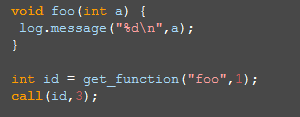 void foo(int a) {
 log.message("%d\n",a);
}

int id = get_function("foo",1);
call(id,3);